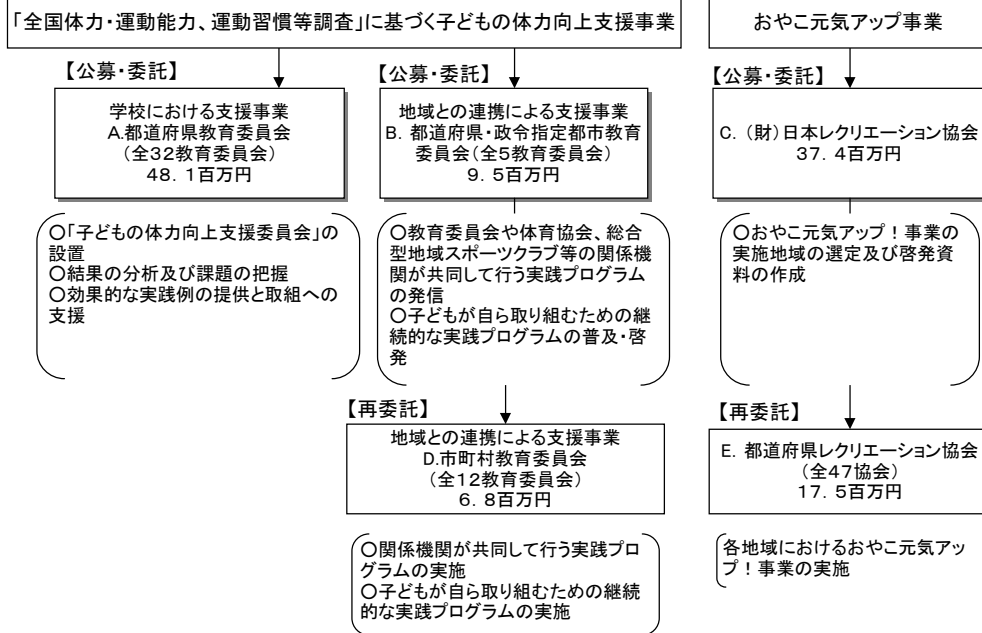 「全国体力・運動能力、運動習慣等調査」に基づく子どもの体力向上支援事業
【公募・委託】
学校における支援事業
A.都道府県教育委員会
(全32教育委員会)
48．1百万円
○「子どもの体力向上支援委員会」の
設置
○結果の分析及び課題の把握
○効果的な実践例の提供と取組への
支援
【公募・委託】
地域との連携による支援事業
B．都道府県・政令指定都市教育
委員会(全5教育委員会)
9．5百万円
○教育委員会や体育協会、総合
型地域スポーツクラブ等の関係機
関が共同して行う実践プログラム
の発信
○子どもが自ら取り組むための継
続的な実践プログラムの普及・啓
発
【再委託】
地域との連携による支援事業
D.市町村教育委員会
(全12教育委員会)
6．8百万円
○関係機関が共同して行う実践プロ
グラムの実施
○子どもが自ら取り組むための継続
的な実践プログラムの実施
おやこ元気アップ事業
【公募・委託】
C．(財)日本レクリエーション協会
37．4百万円
○おやこ元気アップ！事業の
実施地域の選定及び啓発資
料の作成
【再委託】
E．都道府県レクリエーション協会
(全47協会)
17．5百万円
各地域におけるおやこ元気アッ
プ！事業の実施